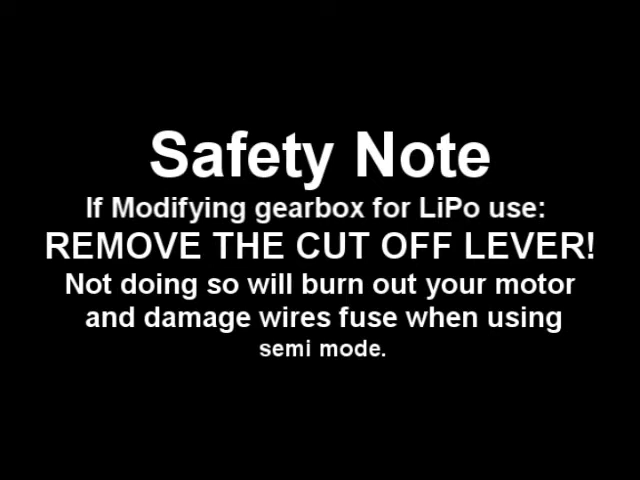 Safety Note
If Modifying gearbox for LiPo use:
REMOVE THE CUT OFF LEVER!
Not doing so will burn out your motor
and damage wires fuse when using
semi mode.